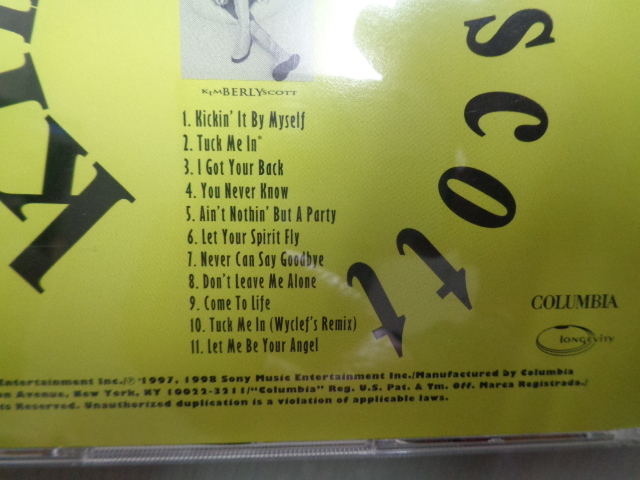 KIM
scott
KIMBERLYSCOTT
1. Kickin' It By Myself
2. Tuck Me In*
3. I Got Your Back
4. You Never Know
5. Ain't Nothin' But A Party
6. Let Your Spirit Fly
7. Never Can Say Goodbye
8. Don't Leave Me Alone
9. Come To Life
10. Tuck Me In (Wyclef's Remix)
11. Let Me Be Your Angel
COLUMBIA
longevity
Entertainment Inc./℗ 1997, 1998 Sony Music Entertainment Inc./Manufactured by Columbia
Avenue, New York, NY 10022-3211/"Columbia" Reg. U.S. Pat. & Tm. Off. Marca Registrada./
Reserved. Unauthorized duplication is a violation of applicable laws.